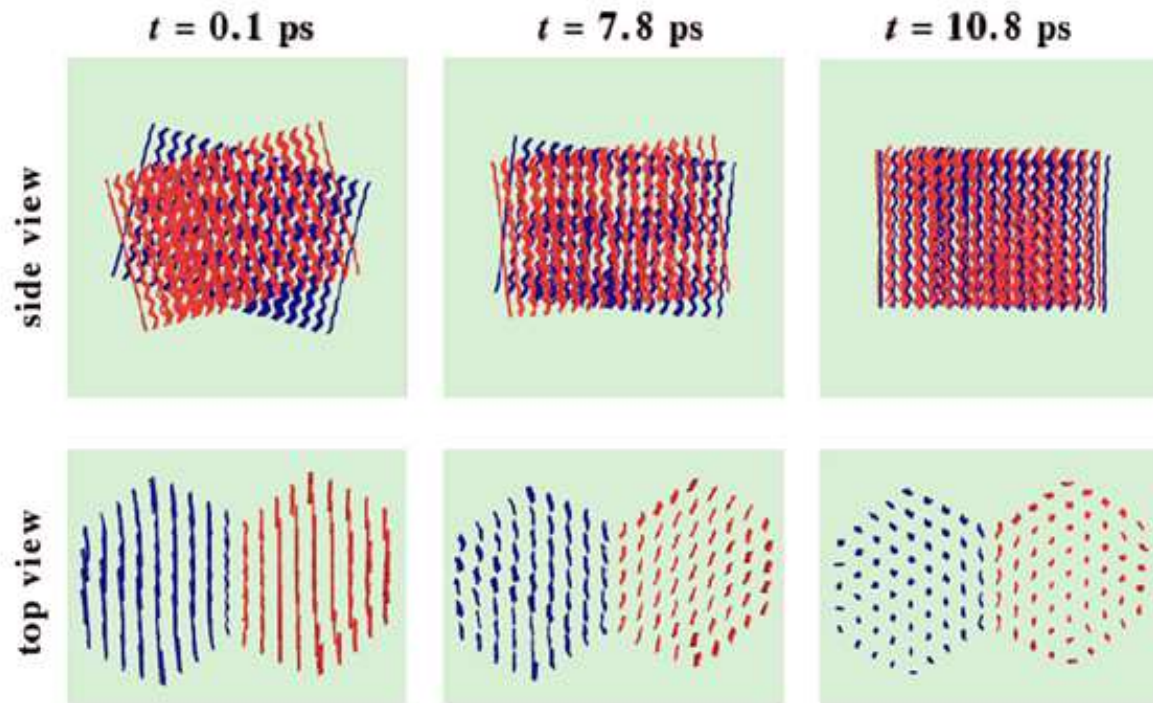 t = 0.1 ps
t = 7.8 ps
t = 10.8 ps
side view
top view